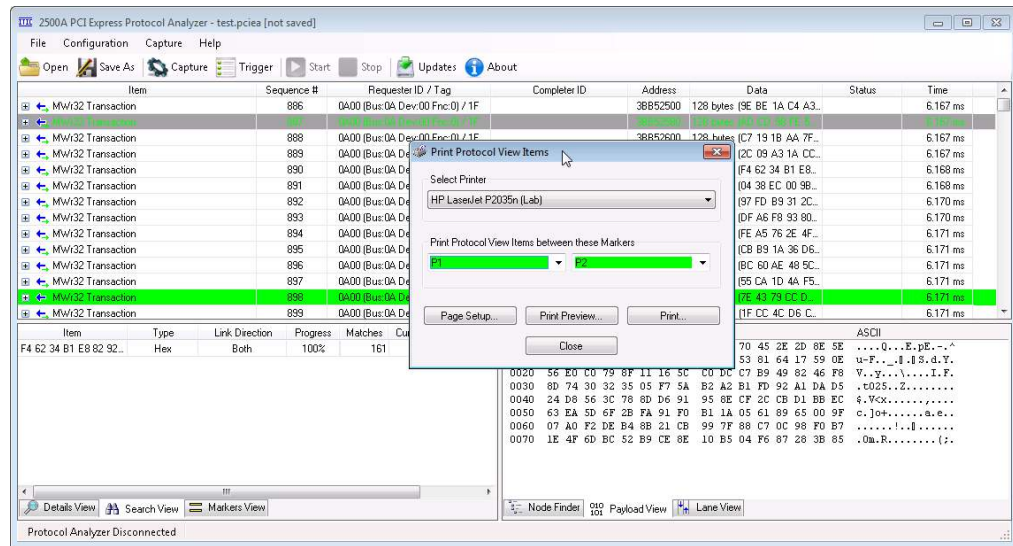 2500A PCI Express Protocol Analyzer - test.pciea [not saved]
File Configuration Capture Help
Open Save As Capture Trigger Start Stop Updates About
Item Sequence # Requester ID / Tag Completer ID Address Data Status Time
MWr32 Transaction 886 0A00 (Bus:0A Dev:00 Fnc:0) / 1F 3BB52500 128 bytes (9E BE 1A C4 A3... 6.167 ms
MWr32 Transaction 887 0A00 (Bus:0A Dev:00 Fnc:0) / 1F 3BB52580 128 bytes 6.167 ms
MWr32 Transaction 888 0A00 (Bus:0A Dev:00 Fnc:0) / 1F 3BB52600 128 bytes (C7 19 1B AA 7F... 6.167 ms
MWr32 Transaction 889 0A00 (Bus:0A De (2C 09 A3 1A CC... 6.167 ms
MWr32 Transaction 890 0A00 (Bus:0A De (F4 62 34 B1 E8... 6.168 ms
MWr32 Transaction 891 0A00 (Bus:0A De (04 38 EC 00 9B... 6.168 ms
MWr32 Transaction 892 0A00 (Bus:0A De (97 FD B9 31 2C... 6.170 ms
MWr32 Transaction 893 0A00 (Bus:0A De (DF A6 F8 93 80... 6.170 ms
MWr32 Transaction 894 0A00 (Bus:0A De (FE A5 76 2E 4F... 6.171 ms
MWr32 Transaction 895 0A00 (Bus:0A De (CB B9 1A 36 D6... 6.171 ms
MWr32 Transaction 896 0A00 (Bus:0A De (BC 60 AE 48 5C... 6.171 ms
MWr32 Transaction 897 0A00 (Bus:0A De (55 CA 1D 4A F5... 6.171 ms
MWr32 Transaction 898 0A00 (Bus:0A De (7E 43 79 CC D... 6.171 ms
MWr32 Transaction 899 0A00 (Bus:0A De (1F CC 4C D6 C... 6.171 ms
Print Protocol View Items
Select Printer
HP LaserJet P2035n (Lab)
Print Protocol View Items between these Markers
P1 P2
Page Setup... Print Preview... Print...
Close
Item Type Link Direction Progress Matches Cur
F4 62 34 B1 E8 82 92... Hex Both 100% 161
ASCII
70 45 2E 2D 8E 5E ....Q...E.pE.-.^
53 81 64 17 59 0E
0020 56 E0 C0 79 8F 11 16 5C C0 DC C7 B9 49 82 46 F8 V..y...\....I.F.
0030 8D 74 30 32 35 05 F7 5A B2 A2 B1 FD 92 A1 DA D5 .t025..Z........
0040 24 D8 56 3C 78 8D D6 91 95 8E CF 2C CB D1 BB EC $.V<x......,....
0050 63 EA 5D 6F 2B FA 91 F0 B1 1A 05 61 89 65 00 9F c.]o+......a.e..
0060 07 A0 F2 DE B4 8B 21 CB 99 7F 88 C7 0C 98 F0 B7
0070 1E 4F 6D BC 52 B9 CE 8E 10 B5 04 F6 87 28 3B 85 .Om.R........(;.
Details View Search View Markers View
Node Finder Payload View Lane View
Protocol Analyzer Disconnected